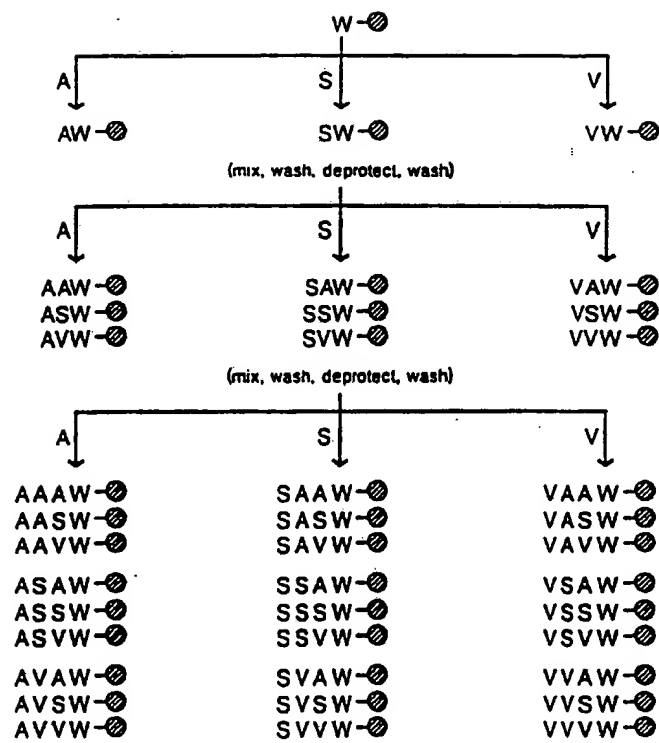 W
A S V
AW SW VW
(mix, wash, deprotect, wash)
A S V
AAW SAW VAW
ASW SSW VSW
AVW SVW VVW
(mix, wash, deprotect, wash)
A S V
AAAW SAAW VAAW
AASW SASW VASW
AAVW SAVW VAVW
ASAW SSAW VSAW
ASSW SSSW VSSW
ASVW SSVW VSVW
AVAW SVAW VVAW
AVSW SVSW VVSW
AVVW SVVW VVVW